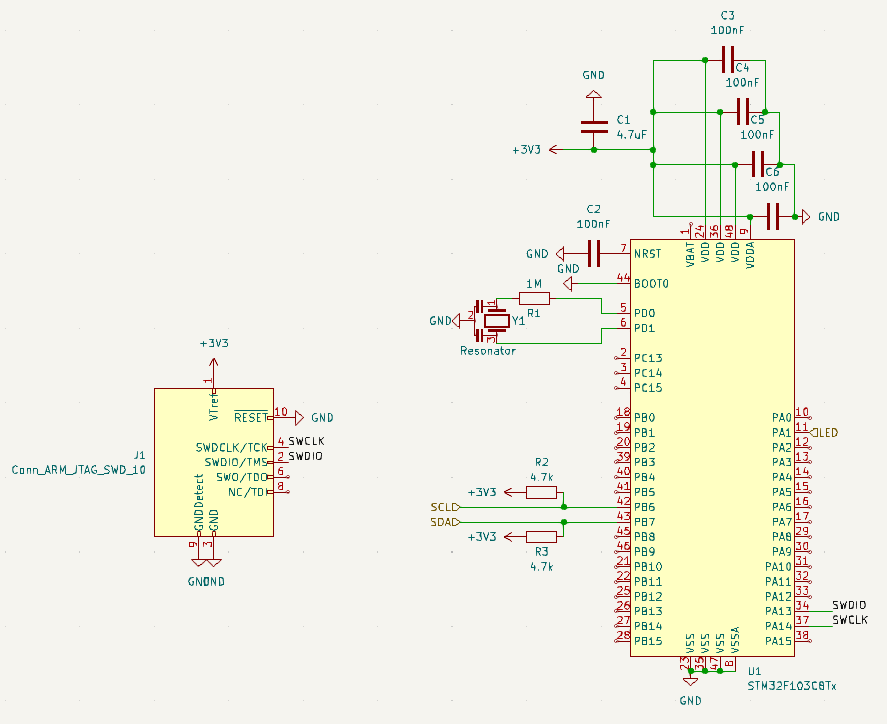 C3
100nF
C4
100nF
GND
C1
4.7uF
C5
100nF
+3V3
C6
100nF
C2
100nF
GND
GND
GND
1M
R1
GND
2
1
3
Y1
Resonator
1
VBAT
24
VDD
36
VDD
48
VDD
9
VDDA
7
NRST
44
BOOT0
5
PD0
6
PD1
2
PC13
3
PC14
4
PC15
18
PB0
19
PB1
20
PB2
39
PB3
40
PB4
41
PB5
42
PB6
43
PB7
45
PB8
46
PB9
21
PB10
22
PB11
25
PB12
26
PB13
27
PB14
28
PB15
PA0
10
PA1
11
LED
PA2
12
PA3
13
PA4
14
PA5
15
PA6
16
PA7
17
PA8
29
PA9
30
PA10
31
PA11
32
PA12
33
PA13
34
SWDIO
PA14
37
SWCLK
PA15
38
VSS
23
VSS
35
VSS
47
VSSA
8
GND
U1
STM32F103C8Tx
R2
4.7k
+3V3
SCL
SDA
+3V3
R3
4.7k
+3V3
1
VTref
RESET
10
GND
SWDCLK/TCK
4
SWCLK
SWDIO/TMS
2
SWDIO
SWO/TDO
6
NC/TDI
8
J1
Conn_ARM_JTAG_SWD_10
GNDDetect
GND
9
3
GND
GND